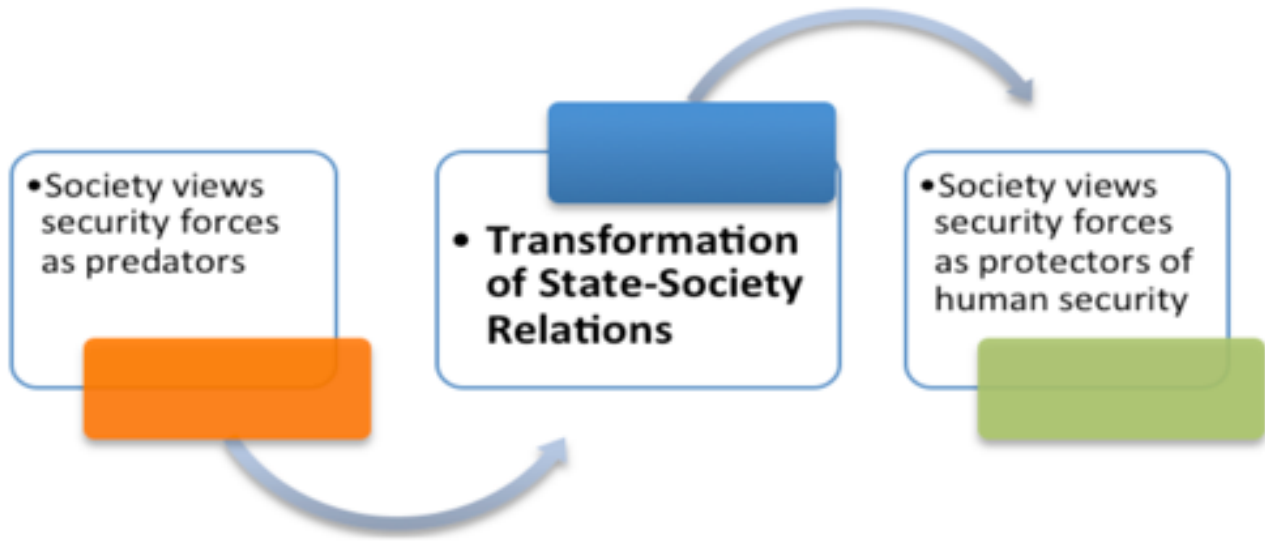 •Society views
security forces
as predators
• Transformation
of State-Society
Relations
•Society views
security forces
as protectors of
human security